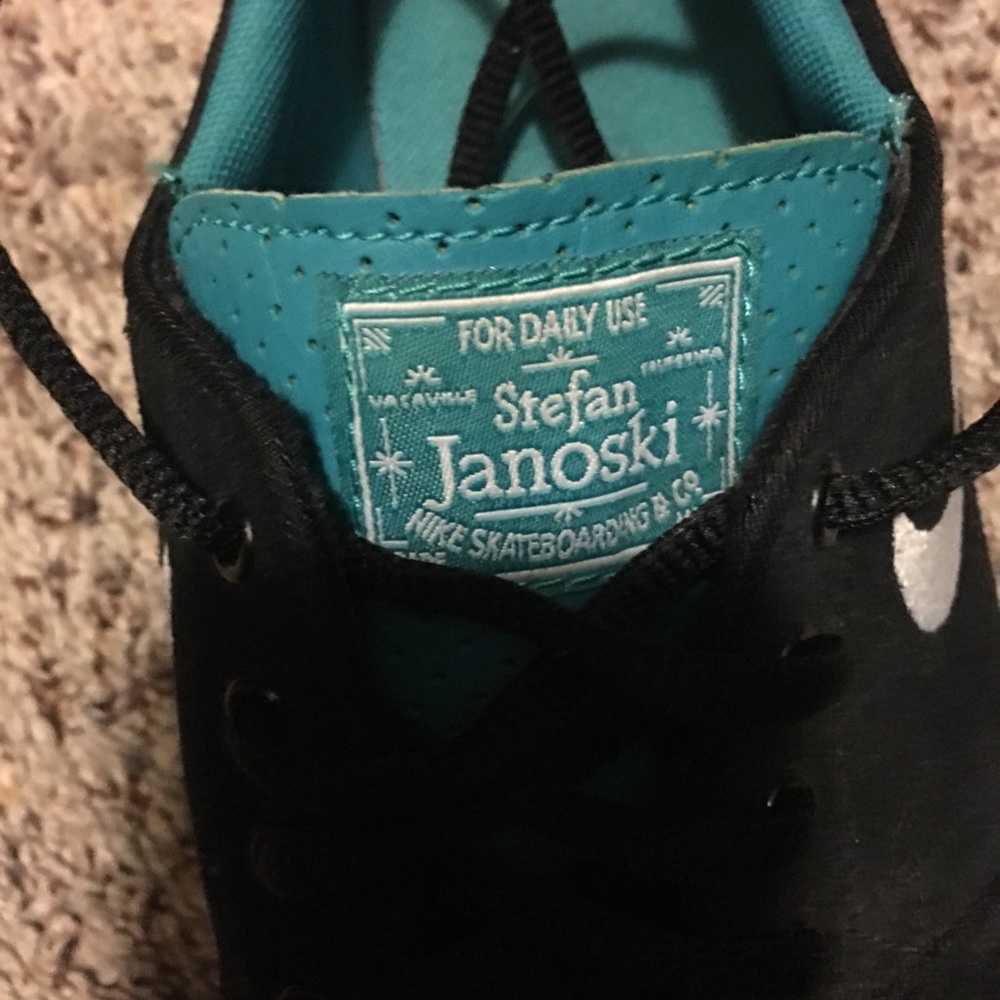 FOR DAILY USE
VACAVILLE
Stefan
Janoski
NIKE SKATEBOARDING & CO.